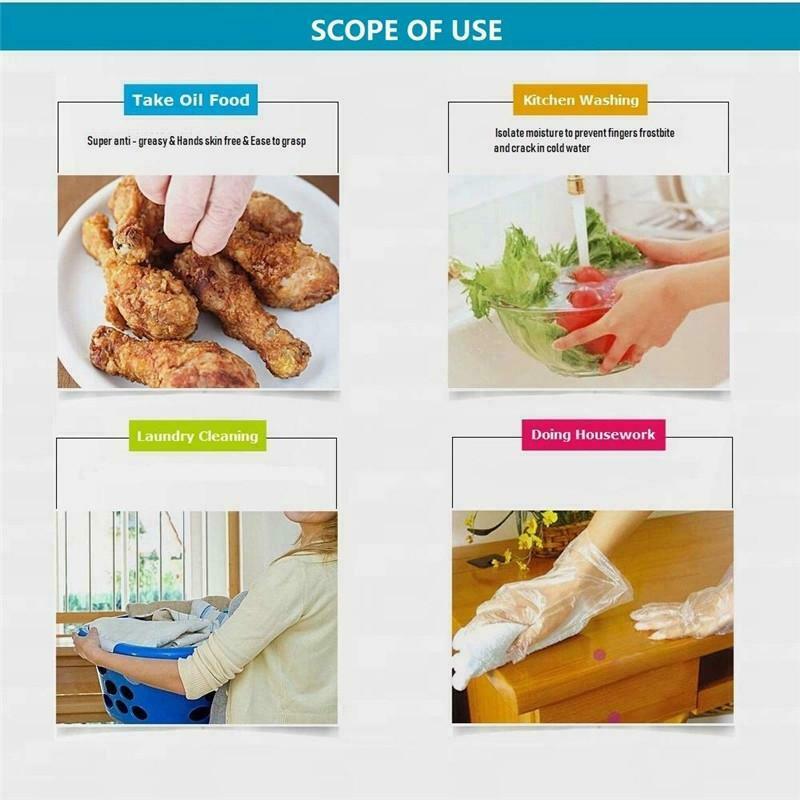 SCOPE OF USE
Take Oil Food
Super anti - greasy & Hands skin free & Ease to grasp
Kitchen Washing
Isolate moisture to prevent fingers frostbite
and crack in cold water
Laundry Cleaning
Doing Housework